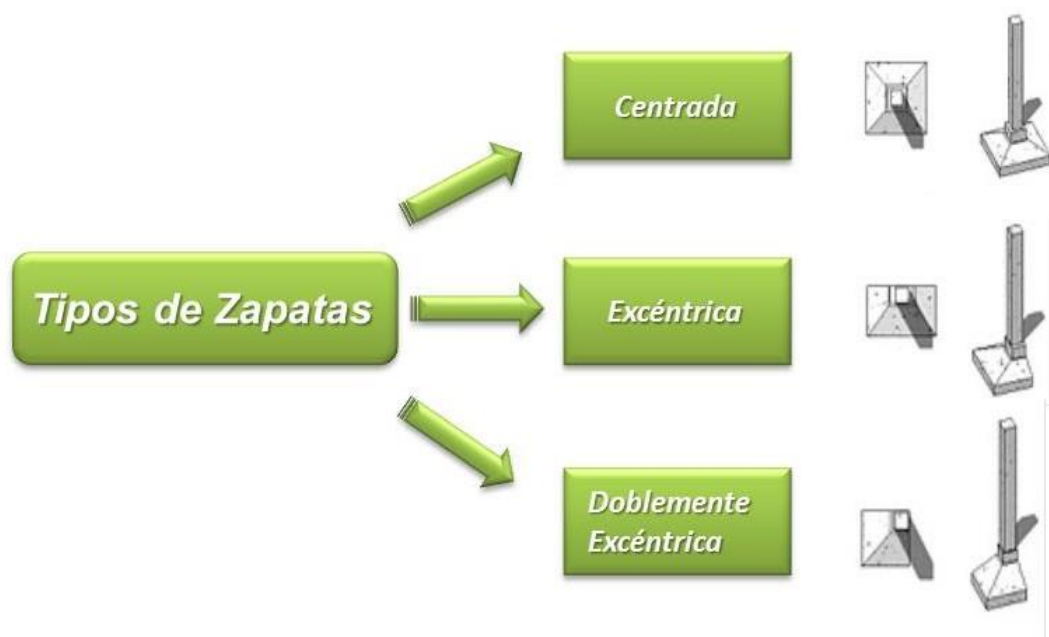 Tipos de Zapatas
Centrada
Excéntrica
Doblemente
Excéntrica